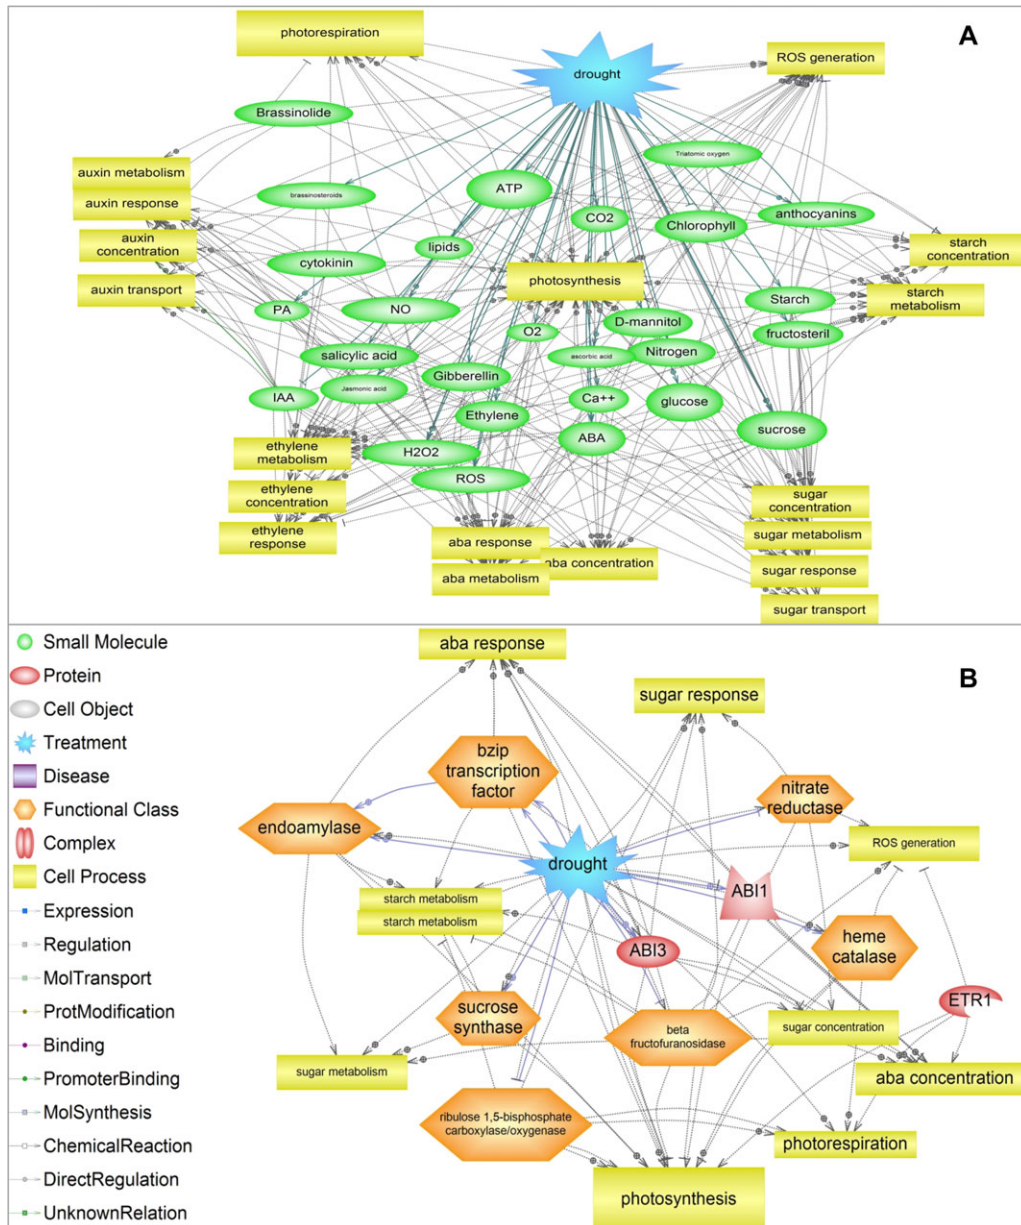 A
photorespiration
drought
ROS generation
Brassinolide
Triatomic oxygen
auxin metabolism
ATP
brassinosteroids
auxin response
CO2
anthocyanins
Chlorophyll
auxin
concentration
lipids
starch
concentration
cytokinin
photosynthesis
auxin transport
starch
metabolism
Starch
PA
NO
D-mannitol
O2
fructosteril
salicylic acid
ascorbic acid
Nitrogen
Gibberellin
Jasmonic acid
IAA
Ca++
glucose
Ethylene
sucrose
ABA
ethylene
metabolism
H2O2
ROS
ethylene
concentration
sugar
concentration
ethylene
response
sugar metabolism
aba response
aba concentration
sugar response
aba metabolism
sugar transport
Small Molecule
Protein
Cell Object
Treatment
Disease
Functional Class
Complex
Cell Process
Expression
Regulation
MolTransport
ProtModification
Binding
PromoterBinding
MolSynthesis
ChemicalReaction
DirectRegulation
UnknownRelation
B
aba response
sugar response
bzip
transcription
factor
nitrate
reductase
endoamylase
ROS generation
drought
ABI1
starch metabolism
starch metabolism
heme
catalase
ABI3
ETR1
sucrose
synthase
beta
fructofuranosidase
sugar concentration
sugar metabolism
aba concentration
ribulose 1,5-bisphosphate
carboxylase/oxygenase
photorespiration
photosynthesis